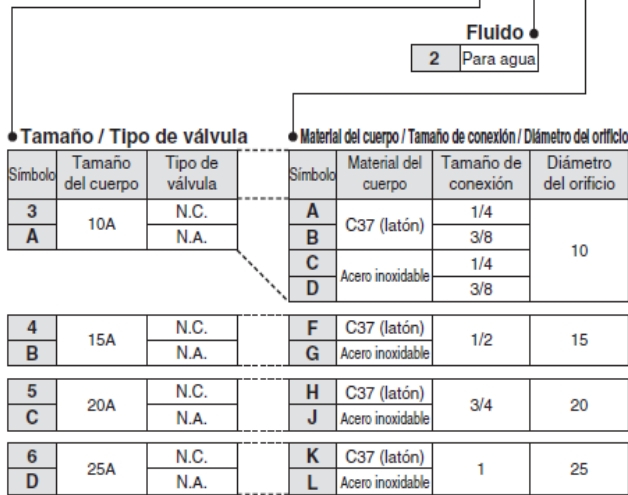 Fluido
2 Para agua
Tamaño / Tipo de válvula
Material del cuerpo / Tamaño de conexión / Diámetro del orificio
Símbolo Tamaño del cuerpo Tipo de válvula Símbolo Material del cuerpo Tamaño de conexión Diámetro del orificio
3 10A N.C. A C37 (latón) 1/4 10
A N.A. B 3/8
C Acero inoxidable 1/4
D 3/8
4 15A N.C. F C37 (latón) 1/2 15
B N.A. G Acero inoxidable
5 20A N.C. H C37 (latón) 3/4 20
C N.A. J Acero inoxidable
6 25A N.C. K C37 (latón) 1 25
D N.A. L Acero inoxidable